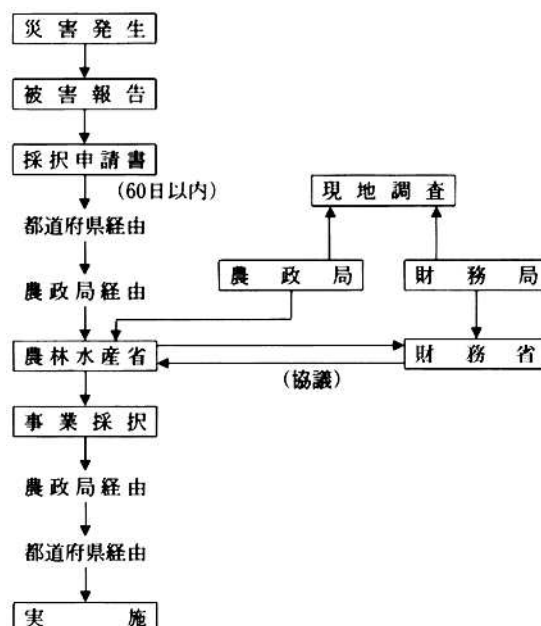 災害発生
被害報告
採択申請書
(60日以内)
現地調査
都道府県経由
農政局
財務局
農政局経由
農林水産省
財務省
(協議)
事業採択
農政局経由
都道府県経由
実施